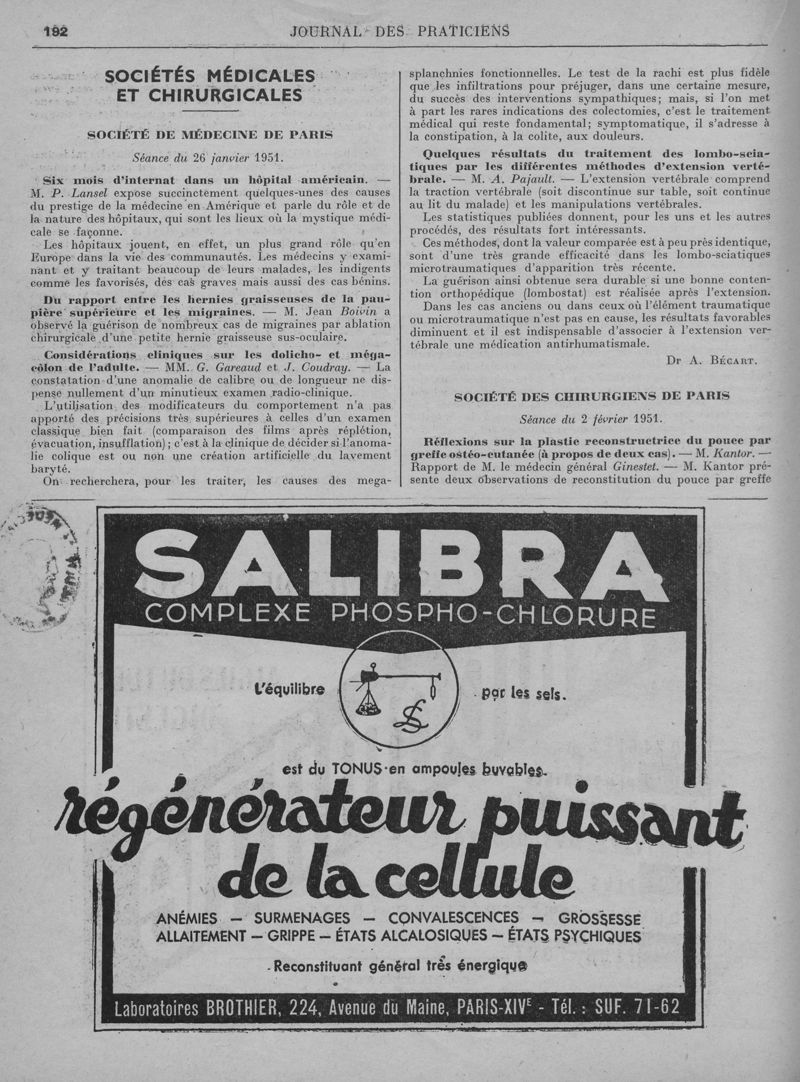 192
JOURNAL DES PRATICIENS
SOCIÉTÉS MÉDICALES
ET CHIRURGICALES
SOCIÉTÉ DE MÉDECINE DE PARIS
Séance du 26 janvier 1951.
Six mois d'internat dans un hôpital américain. —
M. P. Lansel expose succinctement quelques-unes des causes
du prestige de la médecine en Amérique et parle du rôle et de
la nature des hôpitaux, qui sont les lieux où la mystique médi-
cale se façonne.
Les hôpitaux jouent, en effet, un plus grand rôle qu'en
Europe dans la vie des communautés. Les médecins y exami-
nant et y traitant beaucoup de leurs malades, les indigents
comme les favorisés, des cas graves mais aussi des cas bénins.
Du rapport entre les hernies graisseuses de la pau-
pière supérieure et les migraines. — M. Jean Boivin a
observé la guérison de nombreux cas de migraines par ablation
chirurgicale d'une petite hernie graisseuse sus-oculaire.
Considérations cliniques sur les dolicho- et méga-
côlon de l'adulte. — MM. G. Gareaud et J. Coudray. — La
constatation d'une anomalie de calibre ou de longueur ne dis-
pense nullement d'un minutieux examen radio-clinique.
L'utilisation des modificateurs du comportement n'a pas
apporté des précisions très supérieures à celles d'un examen
classique bien fait (comparaison des films après réplétion,
évacuation, insufflation) ; c'est à la clinique de décider si l'anoma-
lie colique est ou non une création artificielle du lavement
baryté.
On recherchera, pour les traiter, les causes des mega-
splanchnies fonctionnelles. Le test de la rachi est plus fidèle
que les infiltrations pour préjuger, dans une certaine mesure,
du succès des interventions sympathiques; mais, si l'on met
à part les rares indications des colectomies, c'est le traitement
médical qui reste fondamental ; symptomatique, il s'adresse à
la constipation, à la colite, aux douleurs.
Quelques résultats du traitement des lombo-scia-
tiques par les différentes méthodes d'extension verté-
brale. — M. A. Pajault. — L'extension vertébrale comprend
la traction vertébrale (soit discontinue sur table, soit continue
au lit du malade) et les manipulations vertébrales.
Les statistiques publiées donnent, pour les uns et les autres
procédés, des résultats fort intéressants.
Ces méthodes, dont la valeur comparée est à peu près identique,
sont d'une très grande efficacité dans les lombo-sciatiques
microtraumatiques d'apparition très récente.
La guérison ainsi obtenue sera durable si une bonne conten-
tion orthopédique (lombostat) est réalisée après l'extension.
Dans les cas anciens ou dans ceux où l'élément traumatique
ou microtraumatique n'est pas en cause, les résultats favorables
diminuent et il est indispensable d'associer à l'extension ver-
tébrale une médication antirhumatismale.
Dr A. BÉCART.
SOCIÉTÉ DES CHIRURGIENS DE PARIS
Séance du 2 février 1951.
Réflexions sur la plastie reconstructrice du pouce par
greffe ostéo-cutanée (à propos de deux cas). — M. Kantor. —
Rapport de M. le médecin général Ginestet. — M. Kantor pré-
sente deux observations de reconstitution du pouce par greffe
SALIBRA
COMPLEXE PHOSPHO-CHLORURE
L'équilibre par les sels.
est du TONUS en ampoules buvables.
régénérateur puissant
de la cellule
ANÉMIES — SURMENAGES — CONVALESCENCES — GROSSESSE
ALLAITEMENT — GRIPPE — ÉTATS ALCALOSIQUES — ÉTATS PSYCHIQUES
Reconstituant général très énergique
Laboratoires BROTHIER, 224, Avenue du Maine, PARIS-XIVE - Tél. : SUF. 71-62